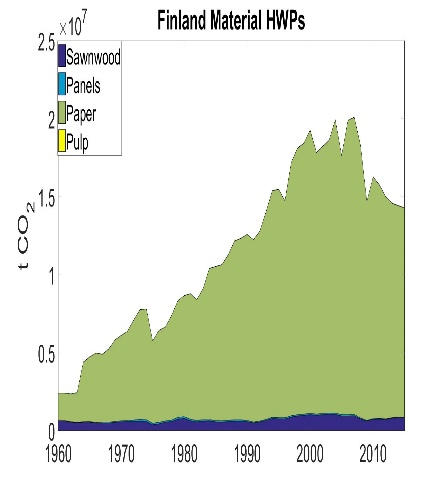 Finland Material HWPs
×10⁷
2.5
2
1.5
1
0.5
0
t CO₂
Sawnwood
Panels
Paper
Pulp
1960 1970 1980 1990 2000 2010